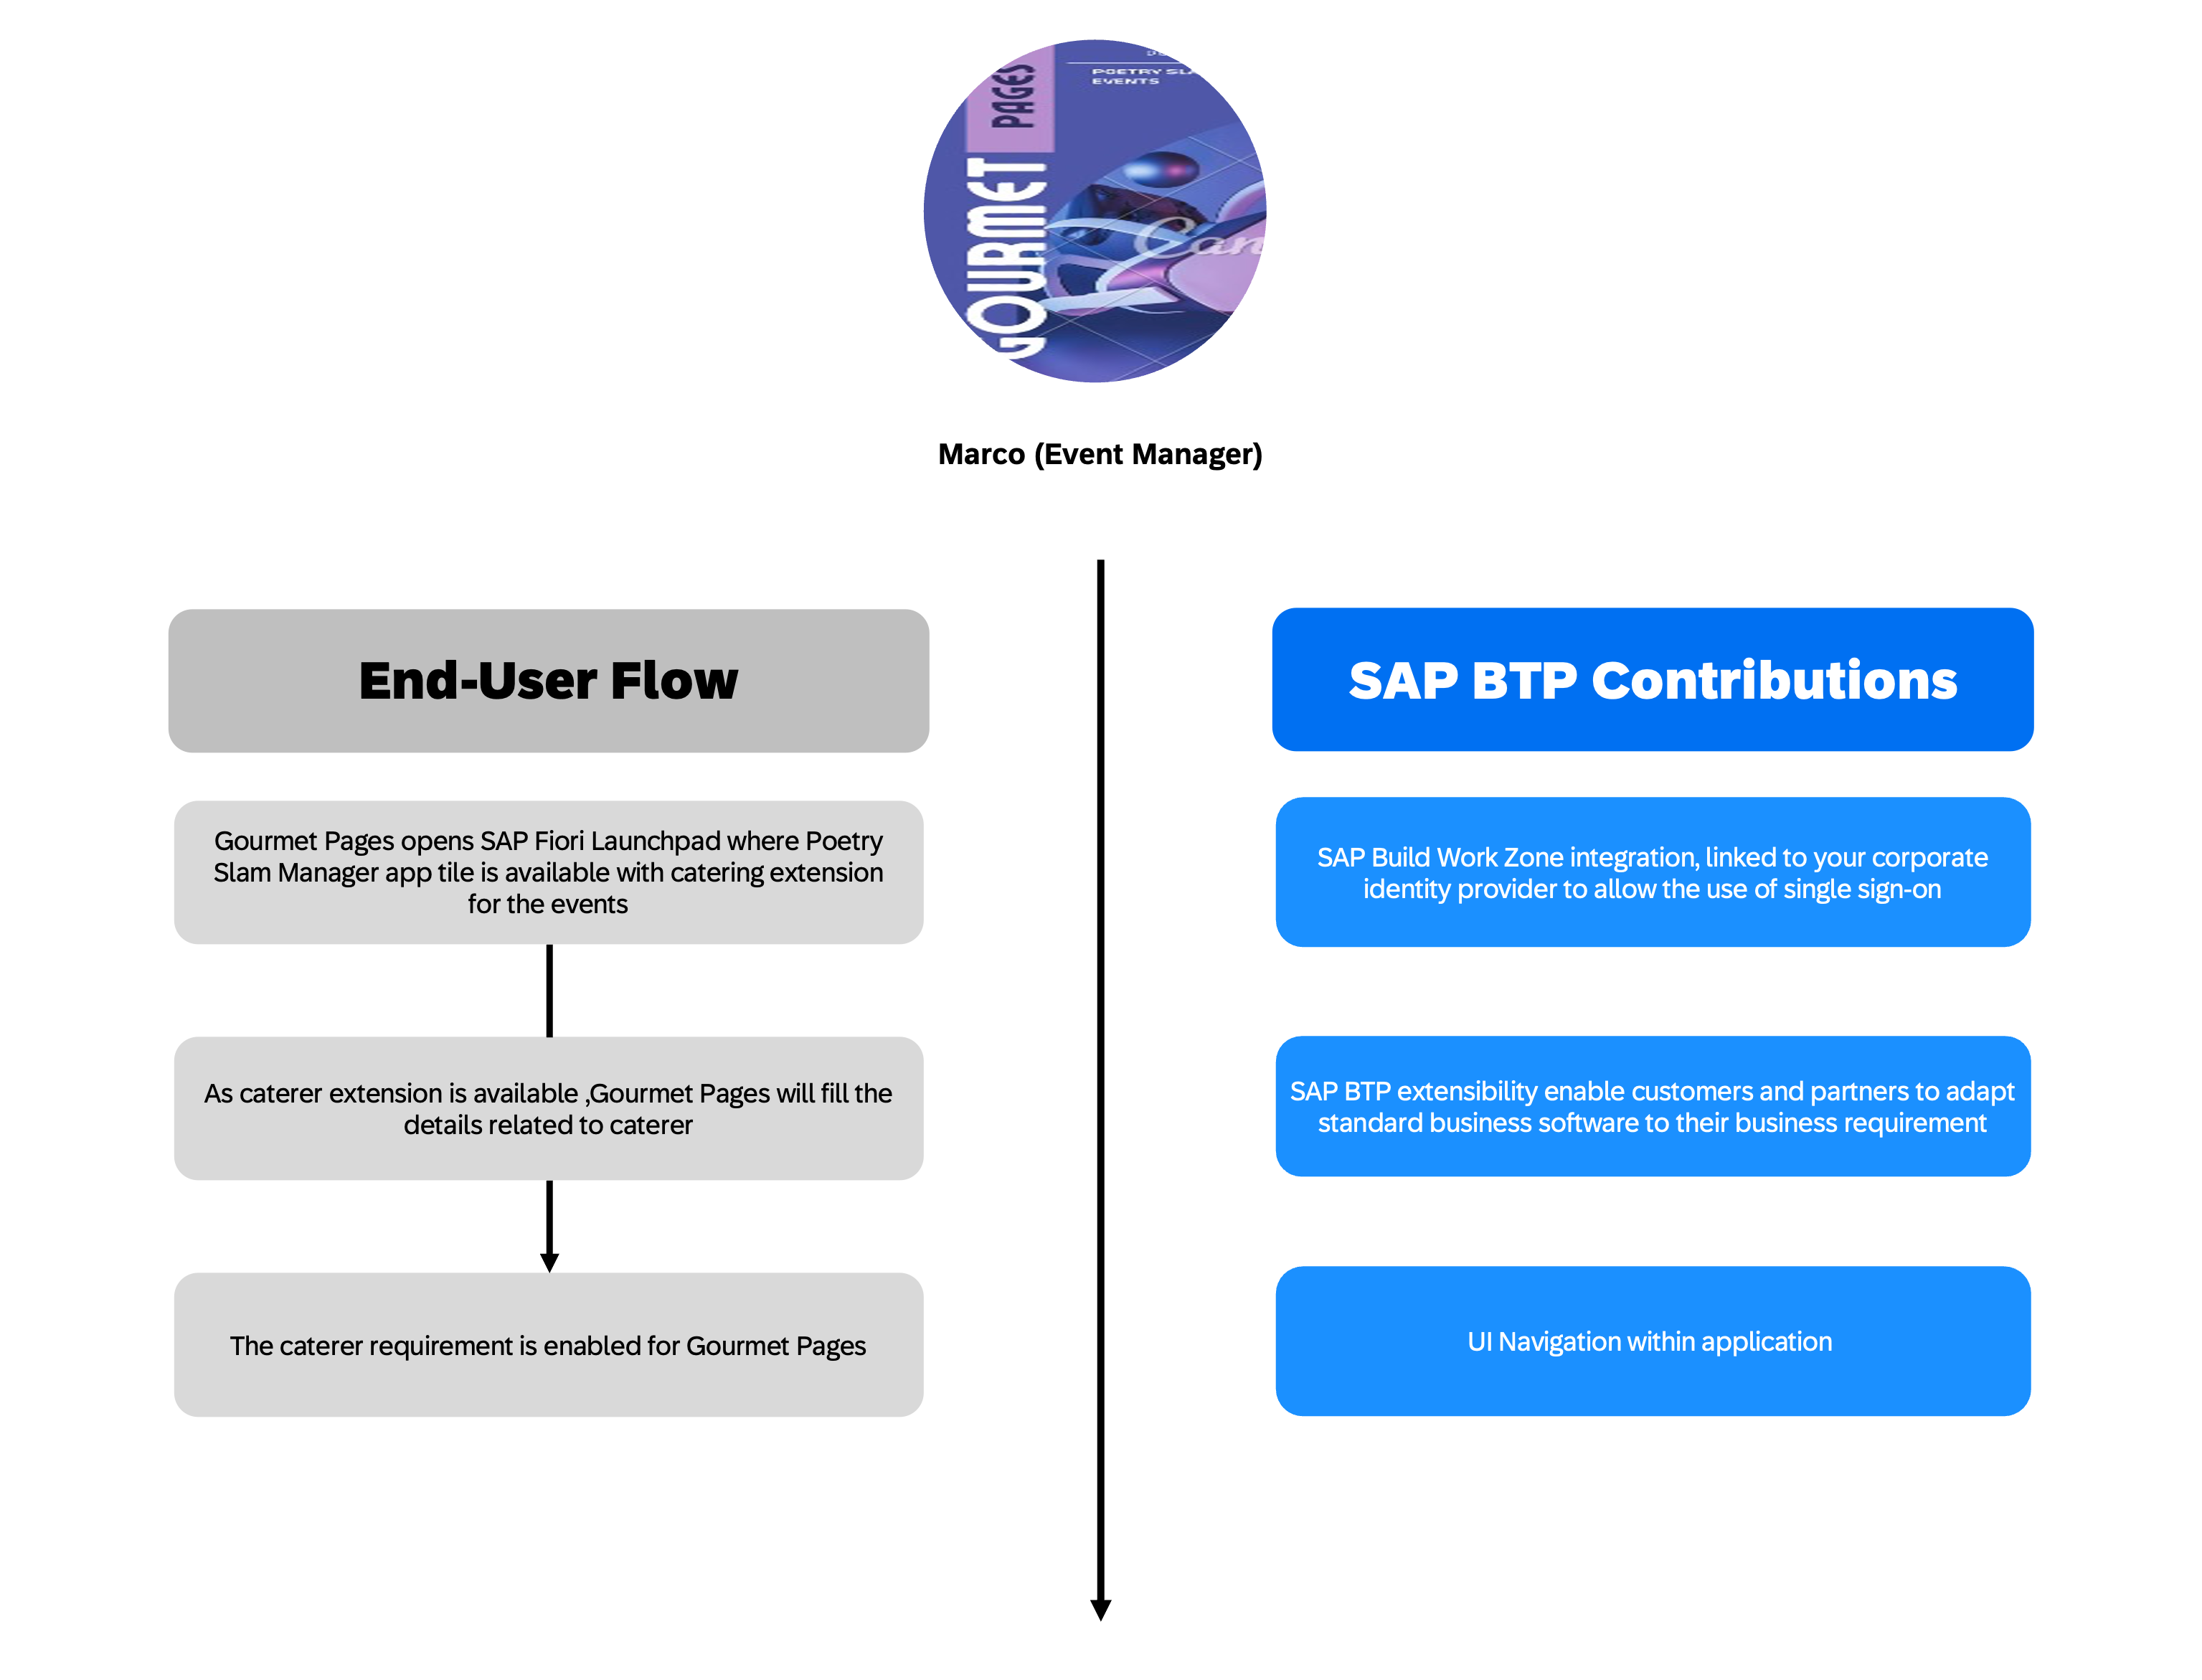 PAGES
GOURMET
POETRY
EVENTS
Marco (Event Manager)
End-User Flow
Gourmet Pages opens SAP Fiori Launchpad where Poetry
Slam Manager app tile is available with catering extension
for the events
As caterer extension is available ,Gourmet Pages will fill the
details related to caterer
The caterer requirement is enabled for Gourmet Pages
SAP BTP Contributions
SAP Build Work Zone integration, linked to your corporate
identity provider to allow the use of single sign-on
SAP BTP extensibility enable customers and partners to adapt
standard business software to their business requirement
UI Navigation within application